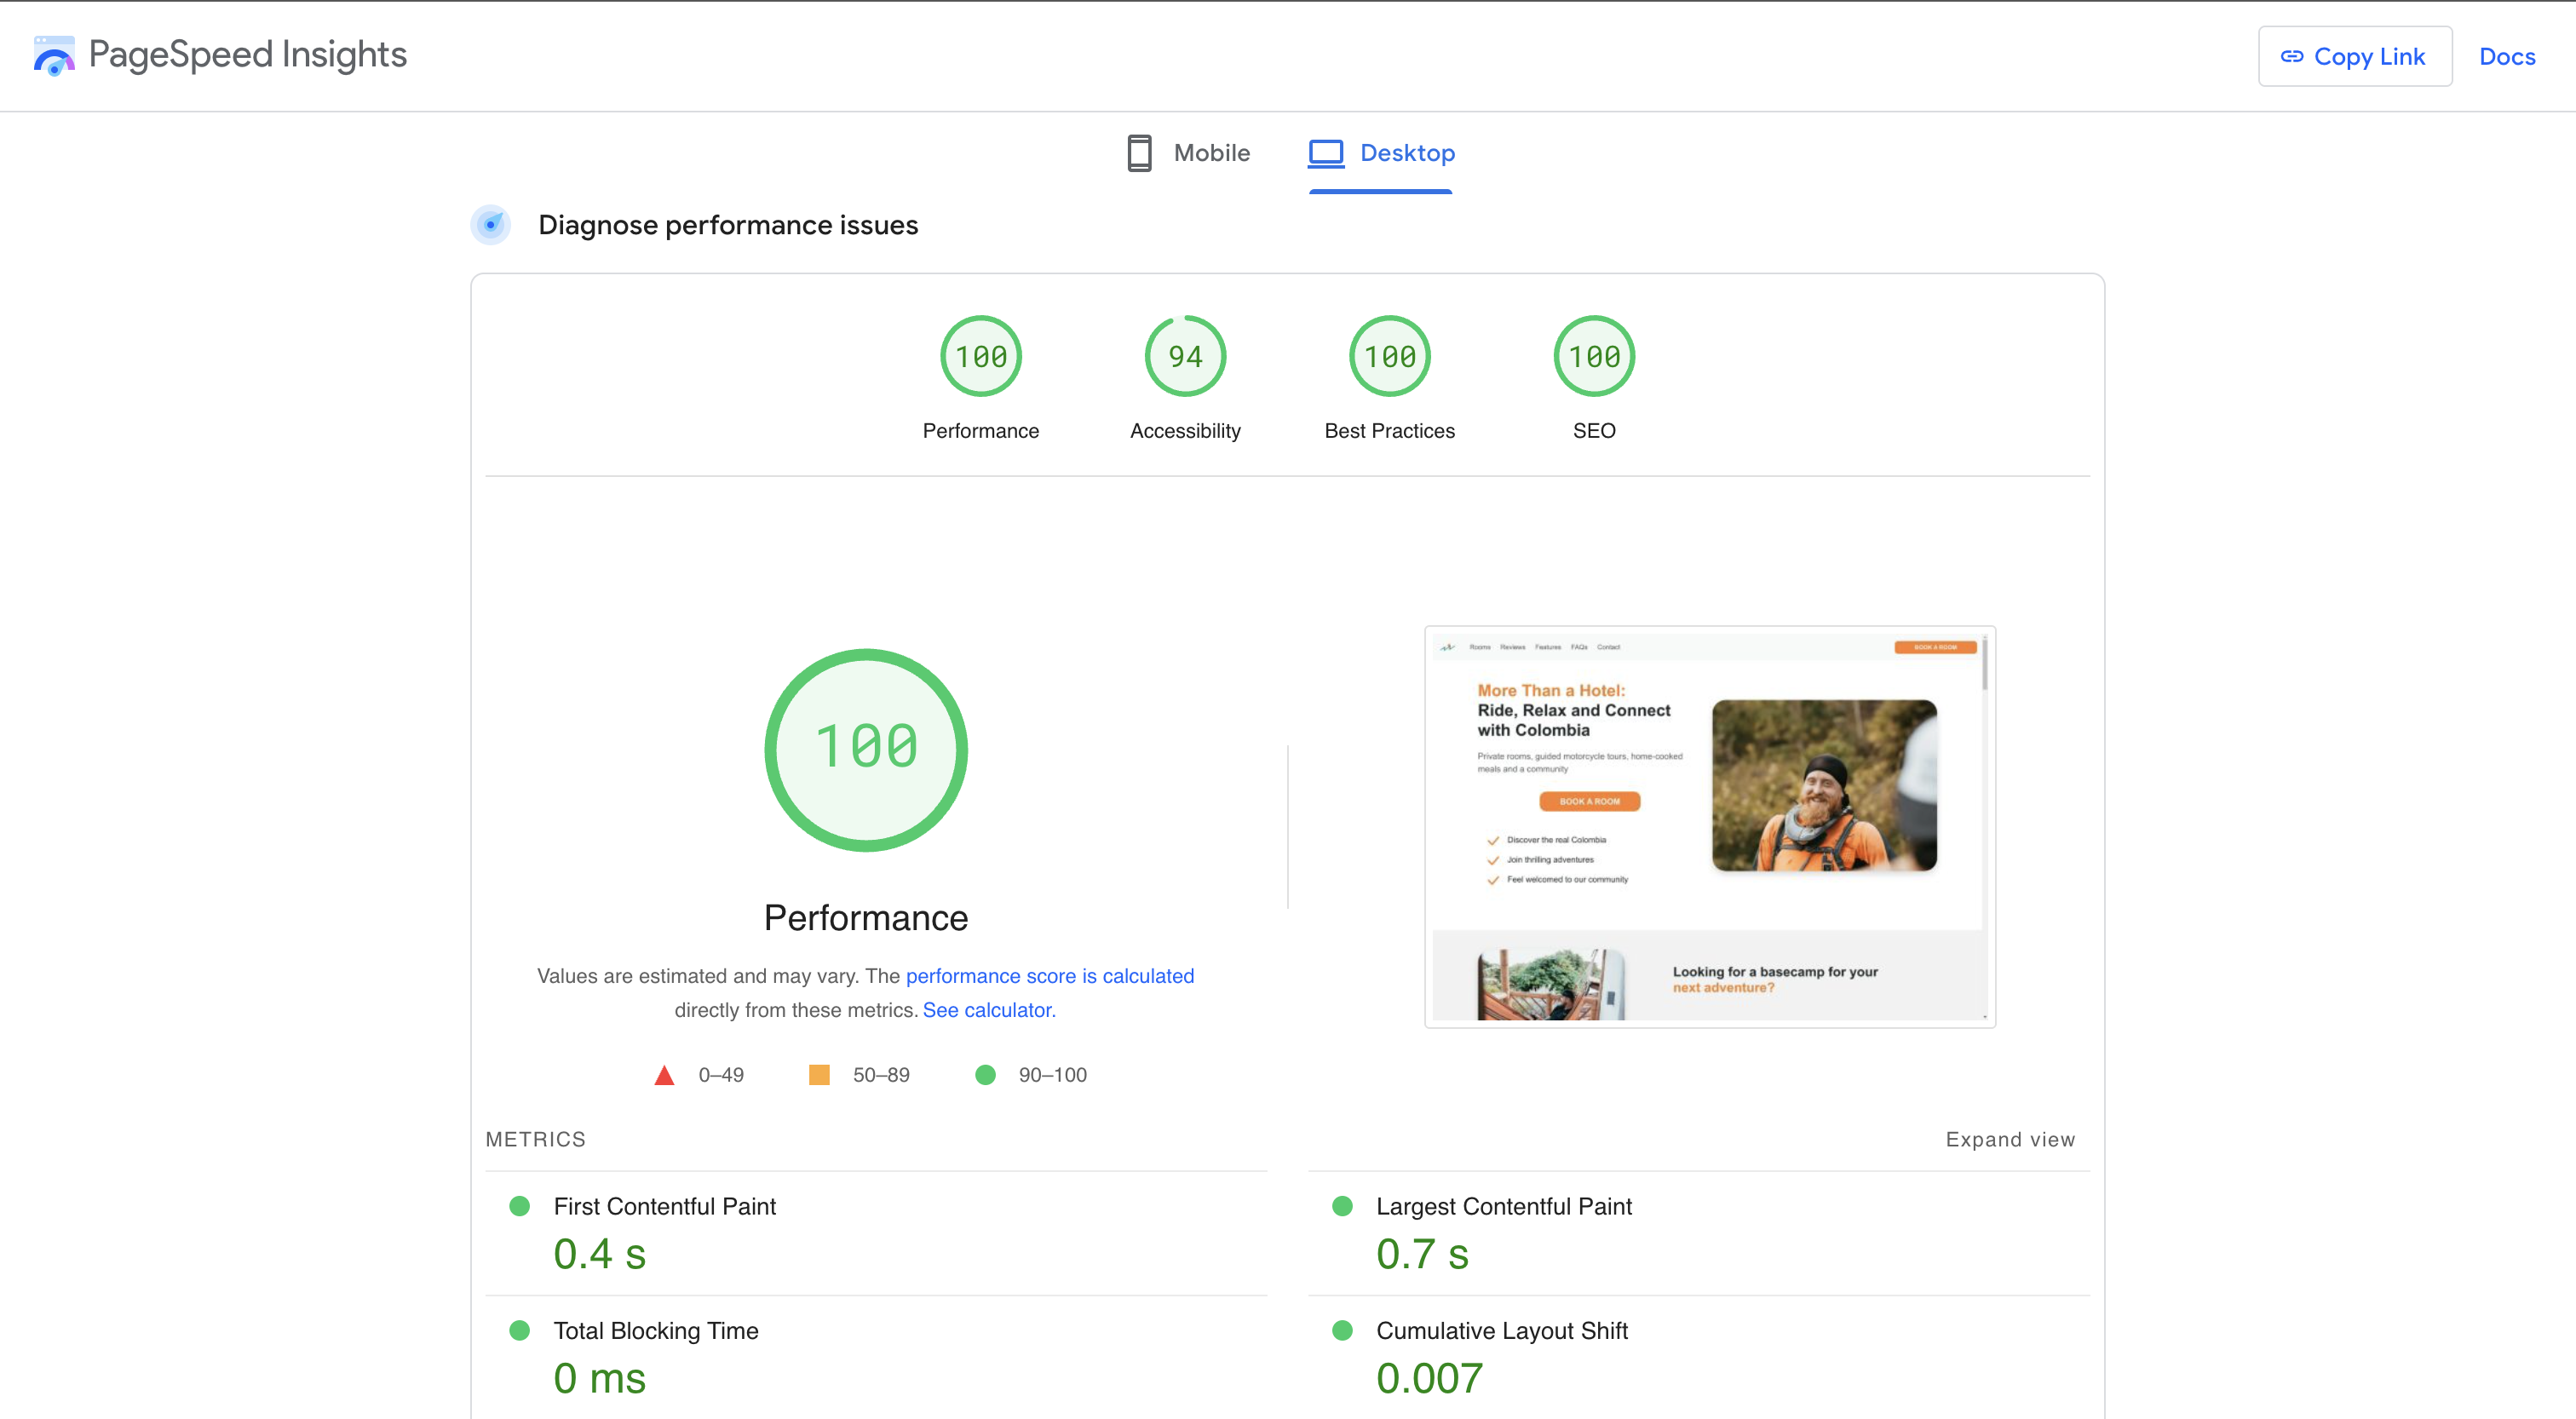 PageSpeed Insights
Copy Link
Docs
Mobile
Desktop
Diagnose performance issues
100
94
100
100
Performance
Accessibility
Best Practices
SEO
100
Performance
Values are estimated and may vary. The performance score is calculated
directly from these metrics. See calculator.
0–49
50–89
90–100
Rooms Reviews Features FAQs Contact
BOOK A ROOM
More Than a Hotel:
Ride, Relax and Connect
with Colombia
Private rooms, guided motorcycle tours, home-cooked
meals and a community
BOOK A ROOM
Discover the real Colombia
Join thrilling adventures
Feel welcomed to our community
Looking for a basecamp for your
next adventure?
METRICS
Expand view
First Contentful Paint
0.4 s
Largest Contentful Paint
0.7 s
Total Blocking Time
0 ms
Cumulative Layout Shift
0.007